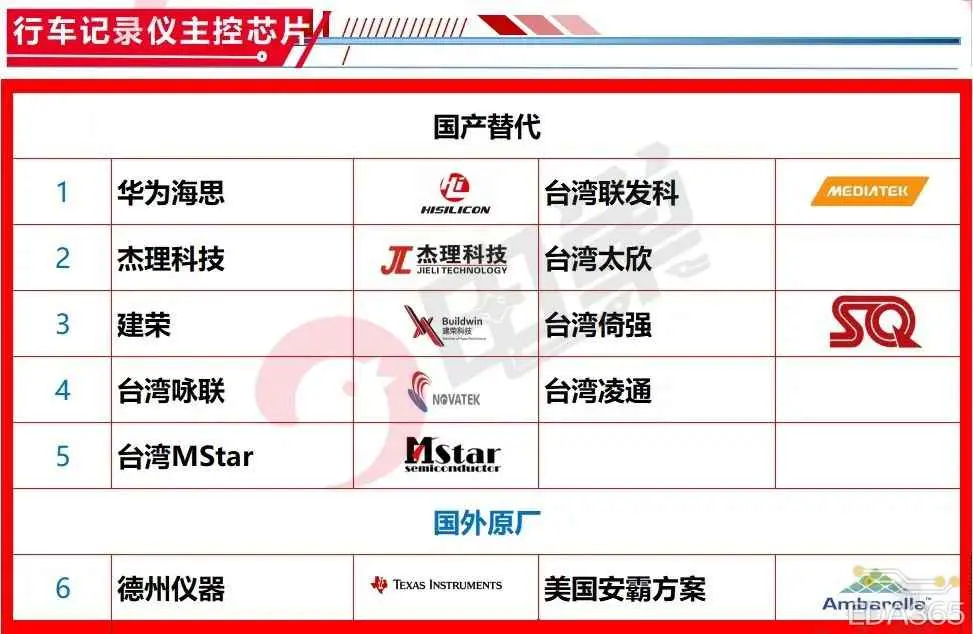 行车记录仪主控芯片
国产替代
1 华为海思 HISILICON 台湾联发科 MEDIATEK
2 杰理科技 杰理科技 JIELI TECHNOLOGY 台湾太欣
3 建荣 Buildwin 建荣科技 台湾倚强 SQ
4 台湾咏联 NOVATEK 台湾凌通
5 台湾MStar MStar semiconductor
国外原厂
6 德州仪器 TEXAS INSTRUMENTS 美国安霸方案 Ambarella™
EDA365